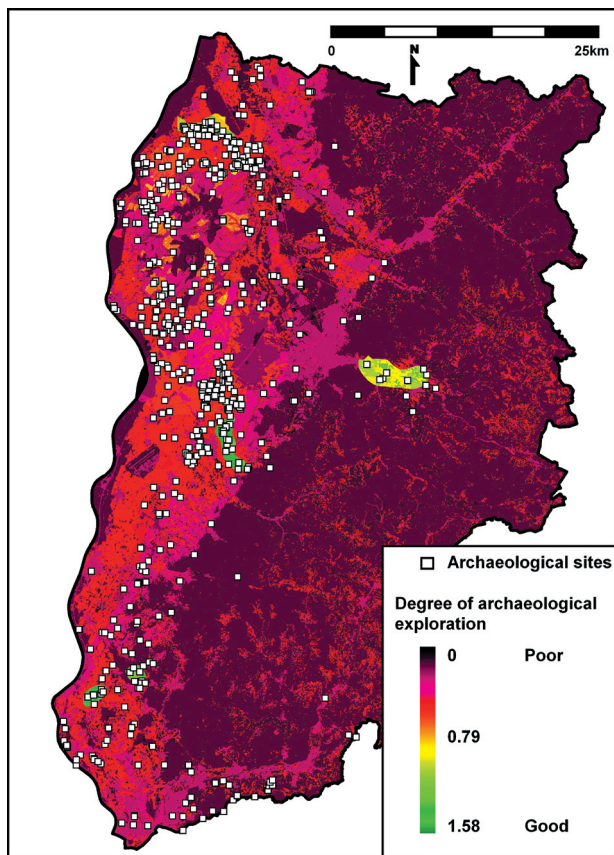 0 25km
N
Archaeological sites
Degree of archaeological
exploration
0 Poor
0.79
1.58 Good